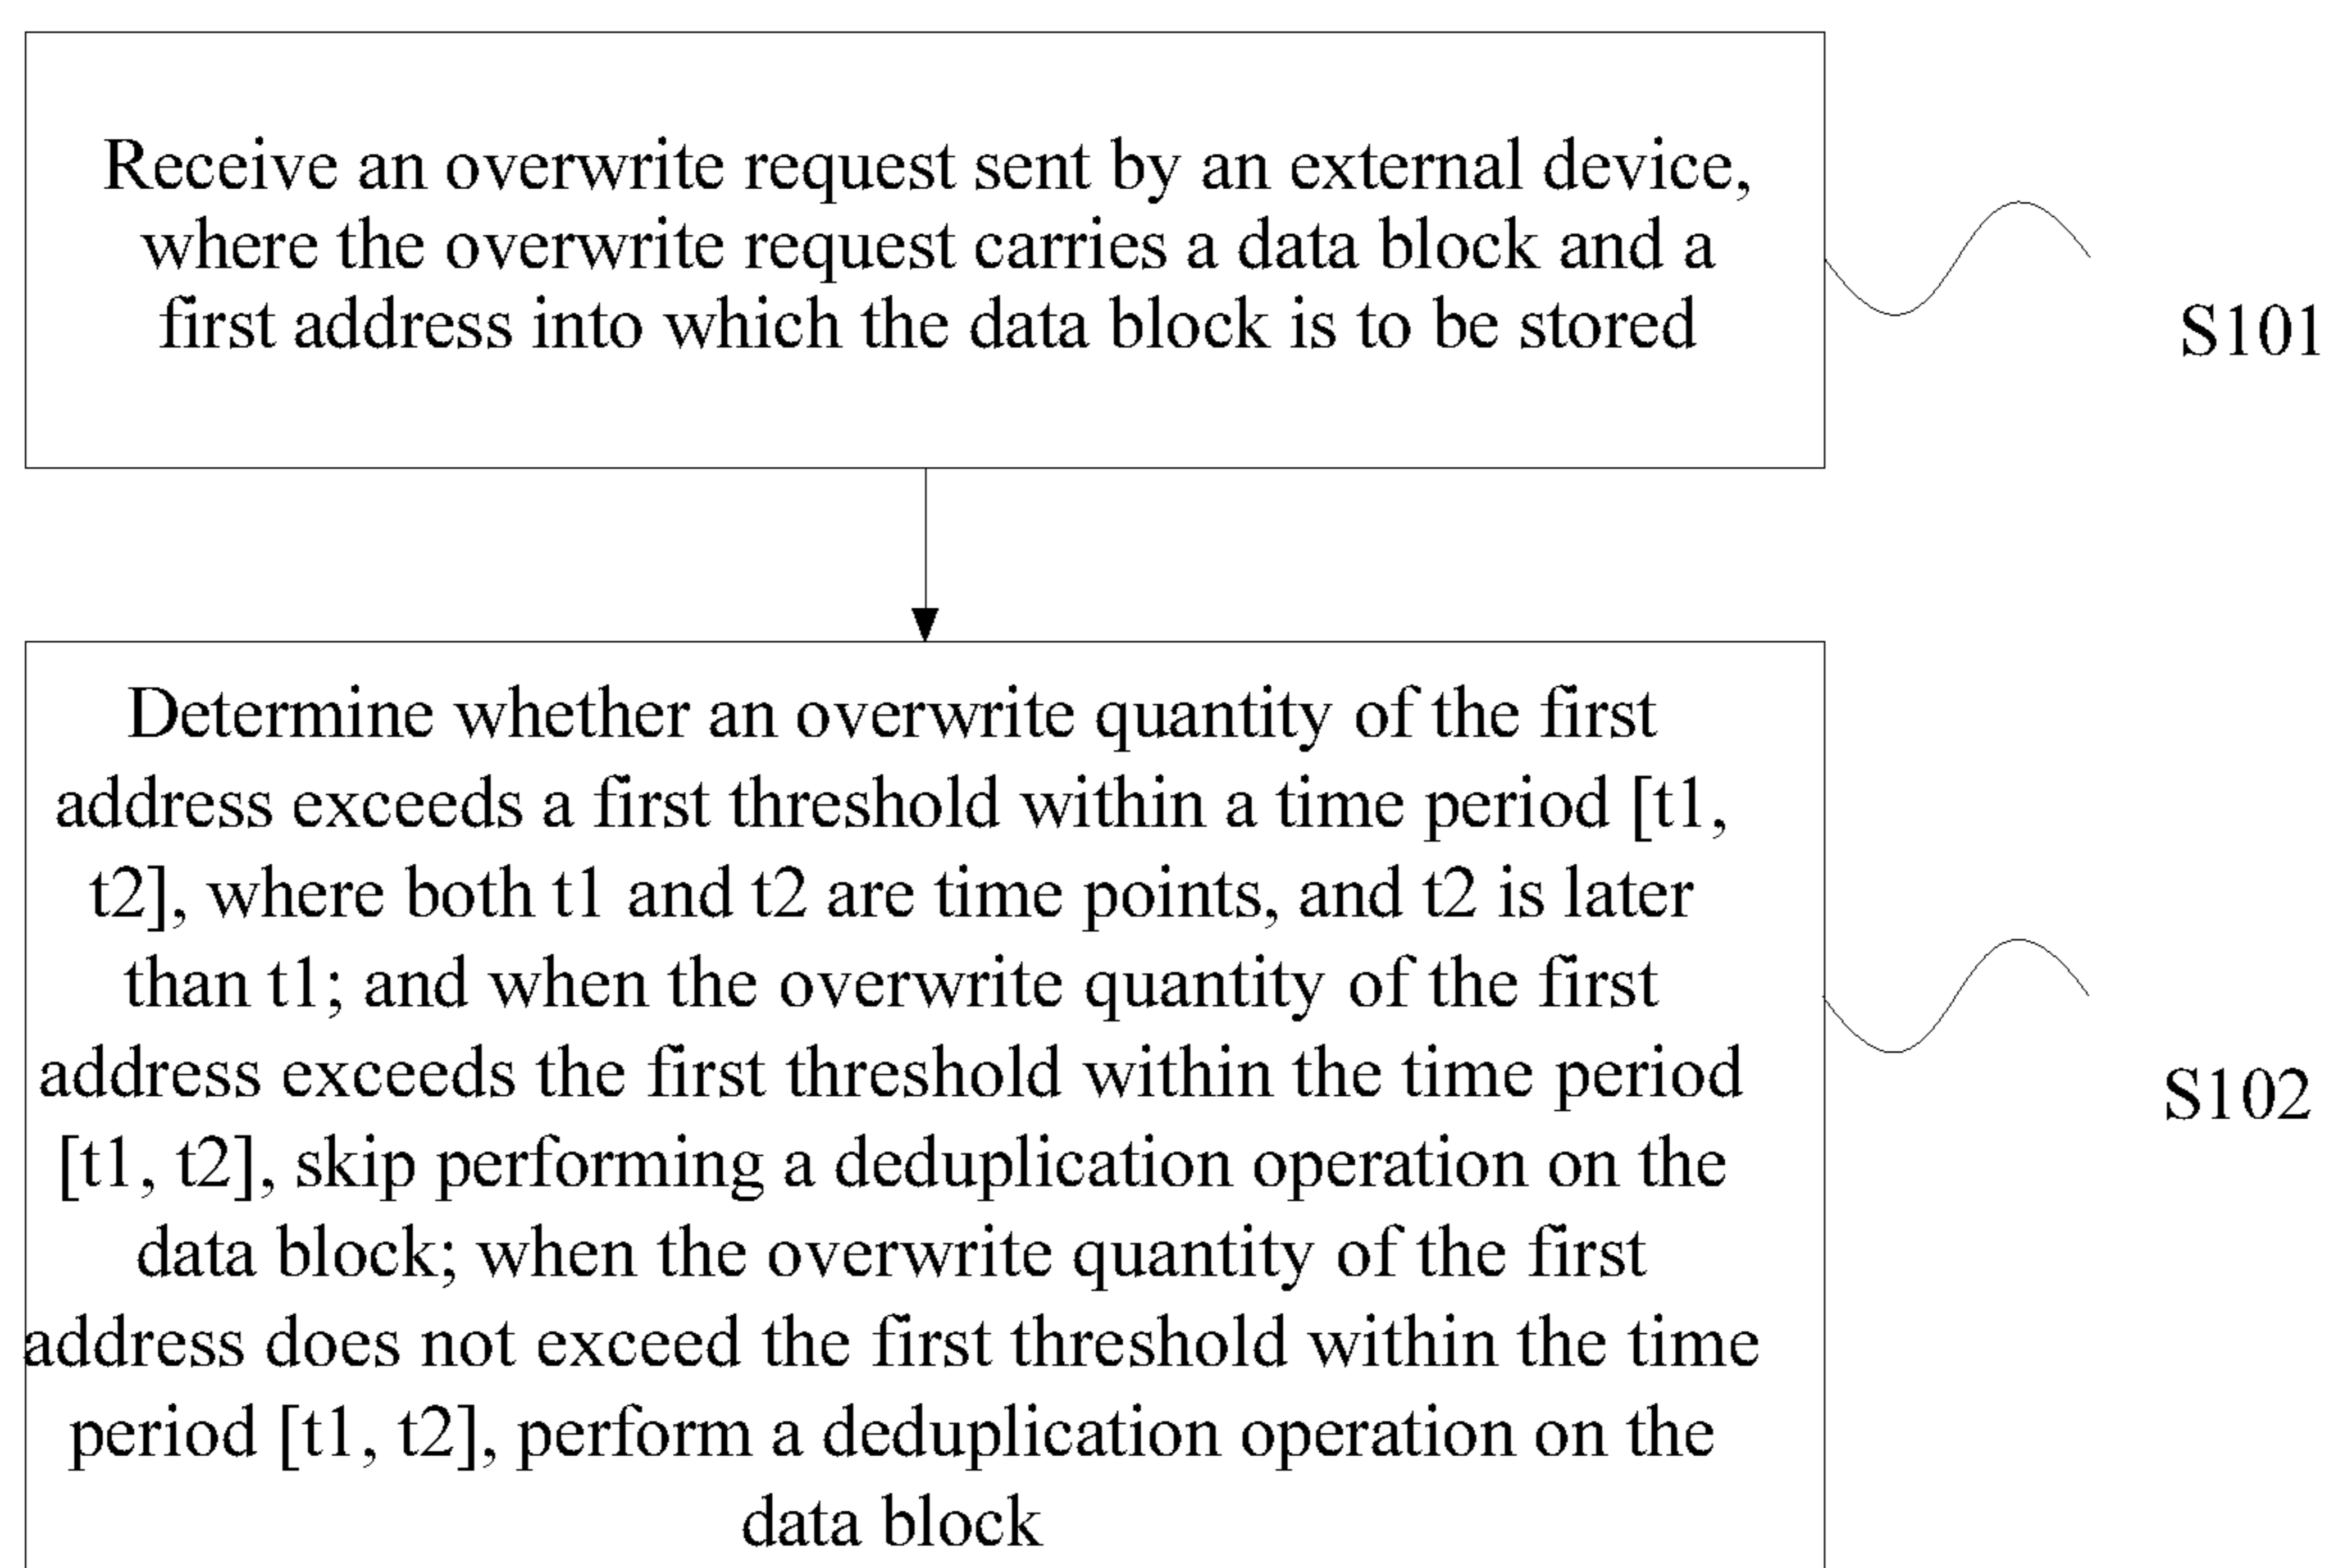 Receive an overwrite request sent by an external device,
where the overwrite request carries a data block and a
first address into which the data block is to be stored
S101
Determine whether an overwrite quantity of the first
address exceeds a first threshold within a time period [t1,
t2], where both t1 and t2 are time points, and t2 is later
than t1; and when the overwrite quantity of the first
address exceeds the first threshold within the time period
[t1, t2], skip performing a deduplication operation on the
data block; when the overwrite quantity of the first
address does not exceed the first threshold within the time
period [t1, t2], perform a deduplication operation on the
data block
S102